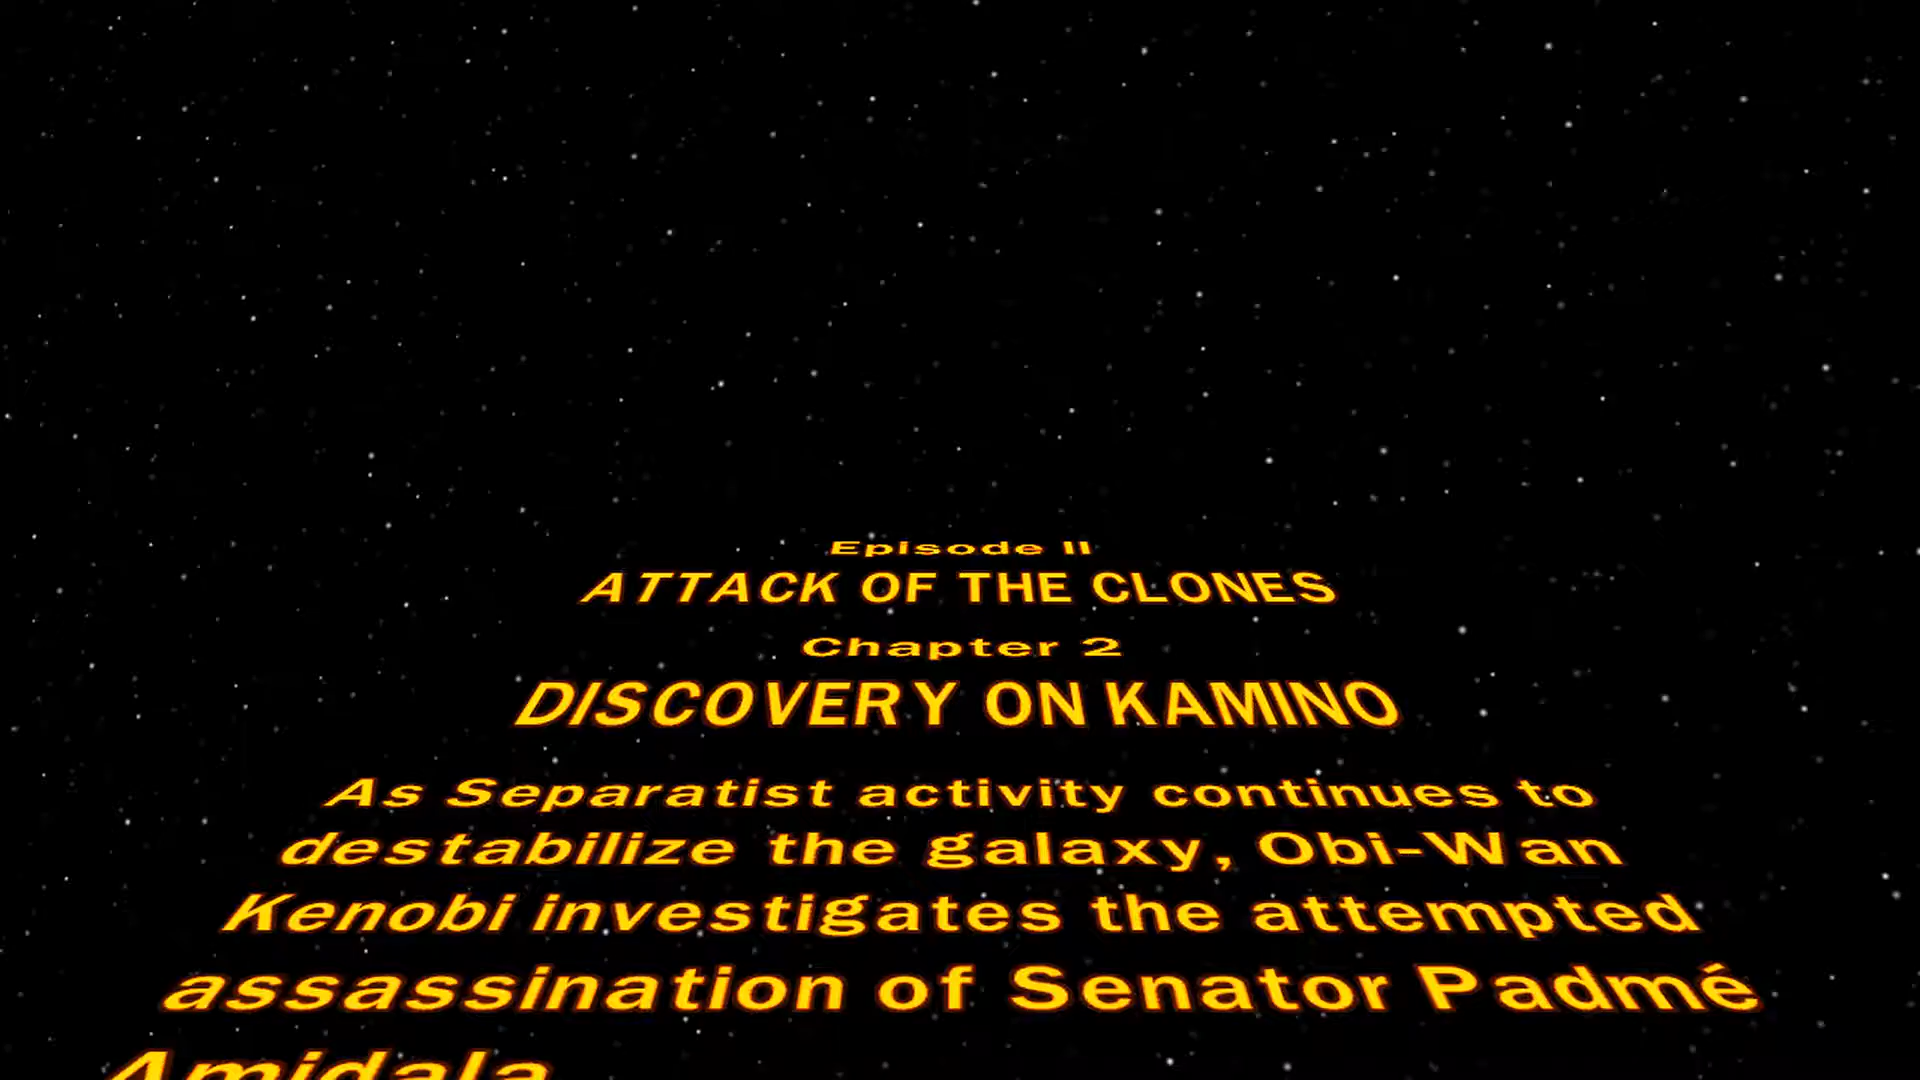 Episode II
ATTACK OF THE CLONES
Chapter 2
DISCOVERY ON KAMINO
As Separatist activity continues to
destabilize the galaxy, Obi-Wan
Kenobi investigates the attempted
assassination of Senator Padmé
Amidala